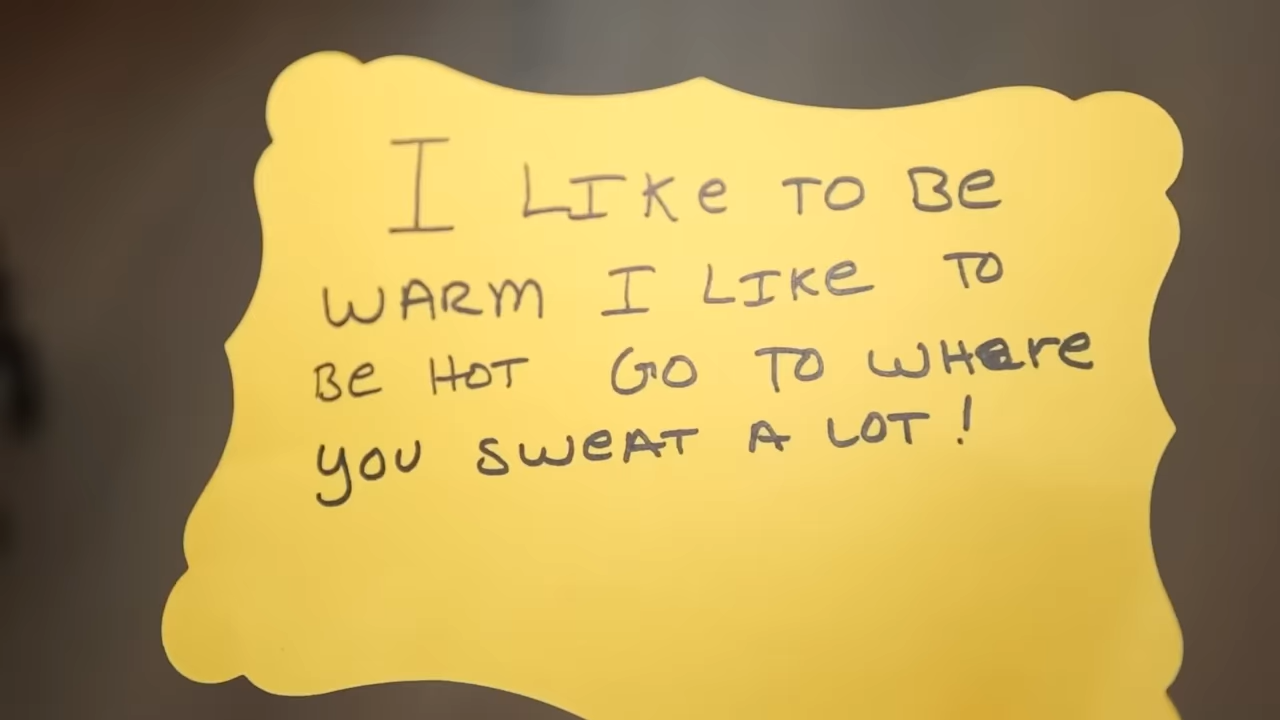 I LIKe TO Be
WARM I LIKe TO
Be HOT GO TO WHere
you SWeAT A LOT!